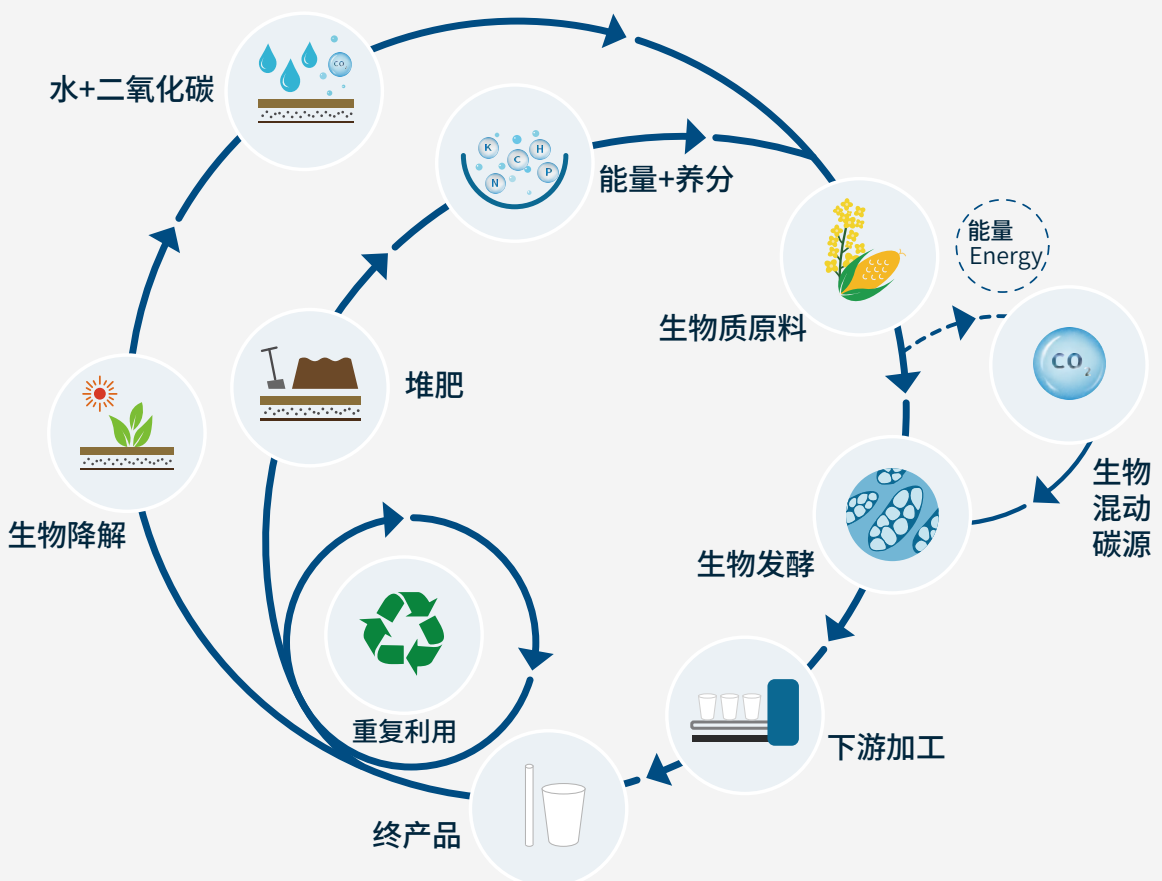 水+二氧化碳
CO2
K
H
C
N
P
能量+养分
能量
Energy
生物质原料
CO2
堆肥
生物降解
生物
混动
碳源
生物发酵
重复利用
下游加工
终产品